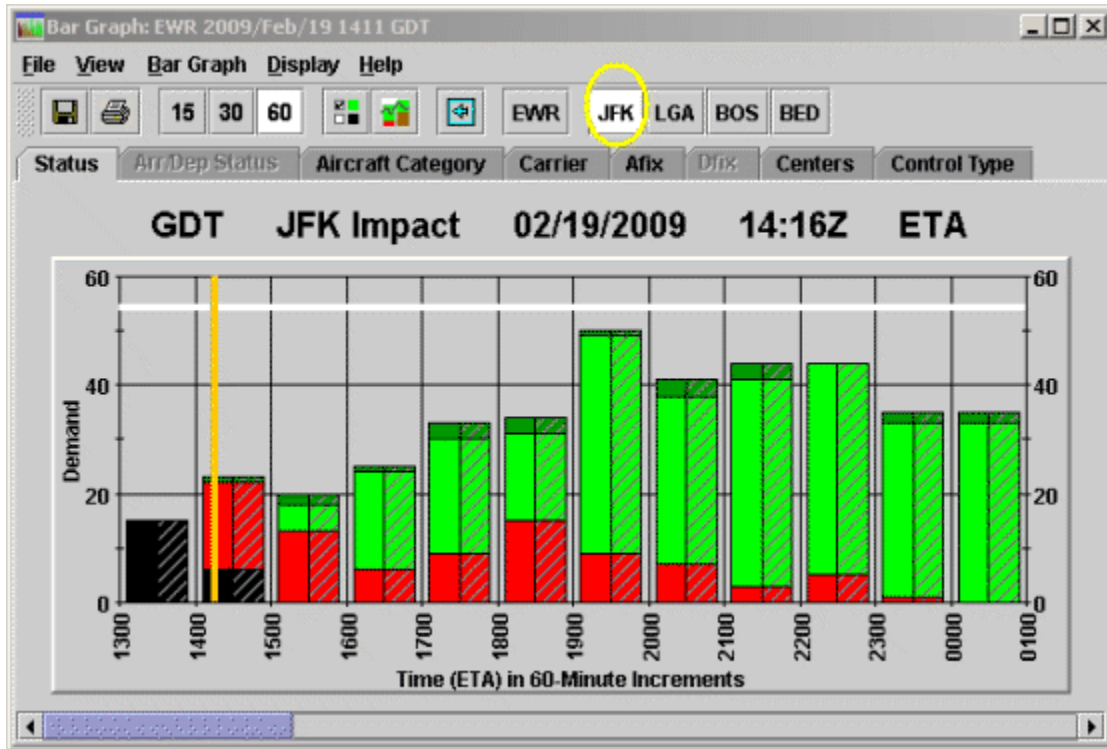 Bar Graph: EWR 2009/Feb/19 1411 GDT
File View Bar Graph Display Help
15 30 60 EWR JFK LGA BOS BED
Status Arr/Dep Status Aircraft Category Carrier Afix Dfix Centers Control Type
GDT JFK Impact 02/19/2009 14:16Z ETA
60 60
40 40
20 20
0 0
Demand
1300 1400 1500 1600 1700 1800 1900 2000 2100 2200 2300 0000 0100
Time (ETA) in 60-Minute Increments